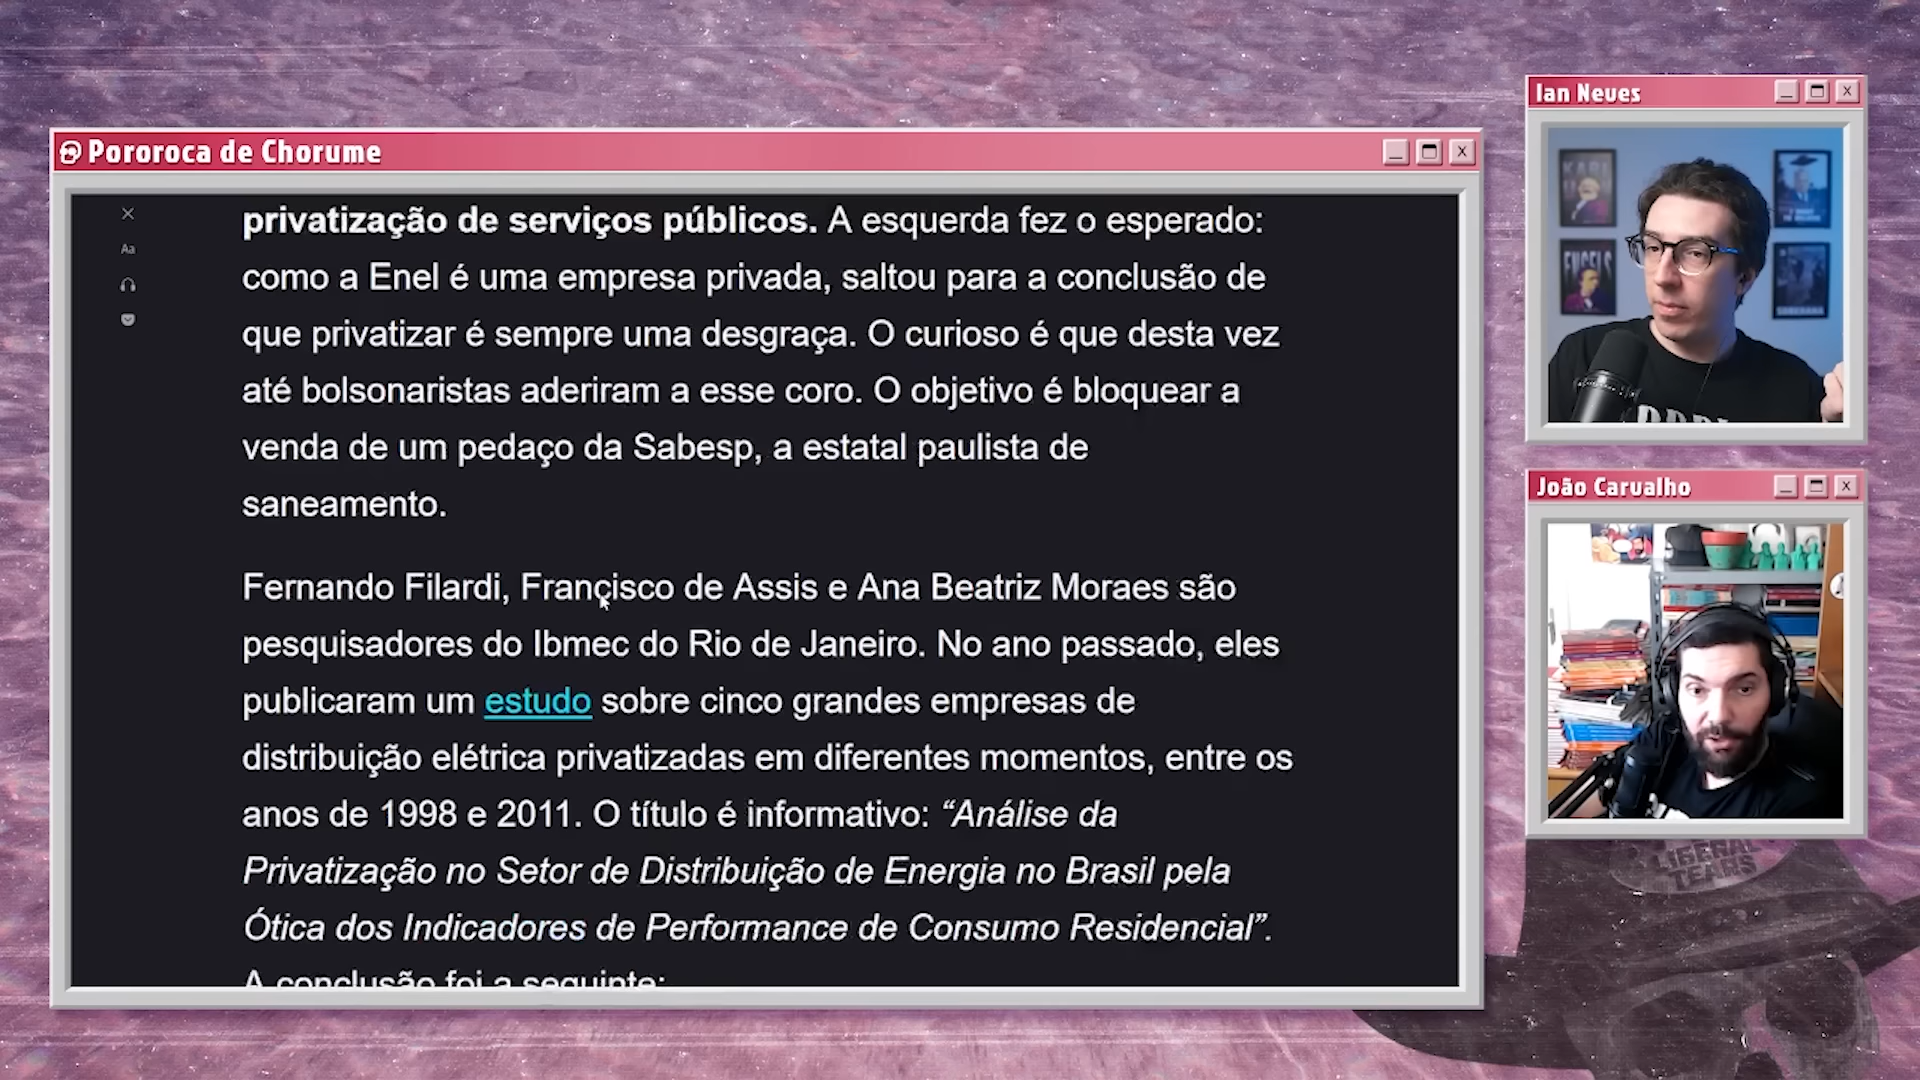 Ian Neves
Pororoca de Chorume
privatização de serviços públicos. A esquerda fez o esperado:
como a Enel é uma empresa privada, saltou para a conclusão de
que privatizar é sempre uma desgraça. O curioso é que desta vez
até bolsonaristas aderiram a esse coro. O objetivo é bloquear a
venda de um pedaço da Sabesp, a estatal paulista de
saneamento.
Fernando Filardi, Francisco de Assis e Ana Beatriz Moraes são
pesquisadores do Ibmec do Rio de Janeiro. No ano passado, eles
publicaram um estudo sobre cinco grandes empresas de
distribuição elétrica privatizadas em diferentes momentos, entre os
anos de 1998 e 2011. O título é informativo: “Análise da
Privatização no Setor de Distribuição de Energia no Brasil pela
Ótica dos Indicadores de Performance de Consumo Residencial”.
A conclusão foi a seguinte:
Aa
KARL
ENGELS
SOBERANA
João Carvalho
LIBERAL
TEARS